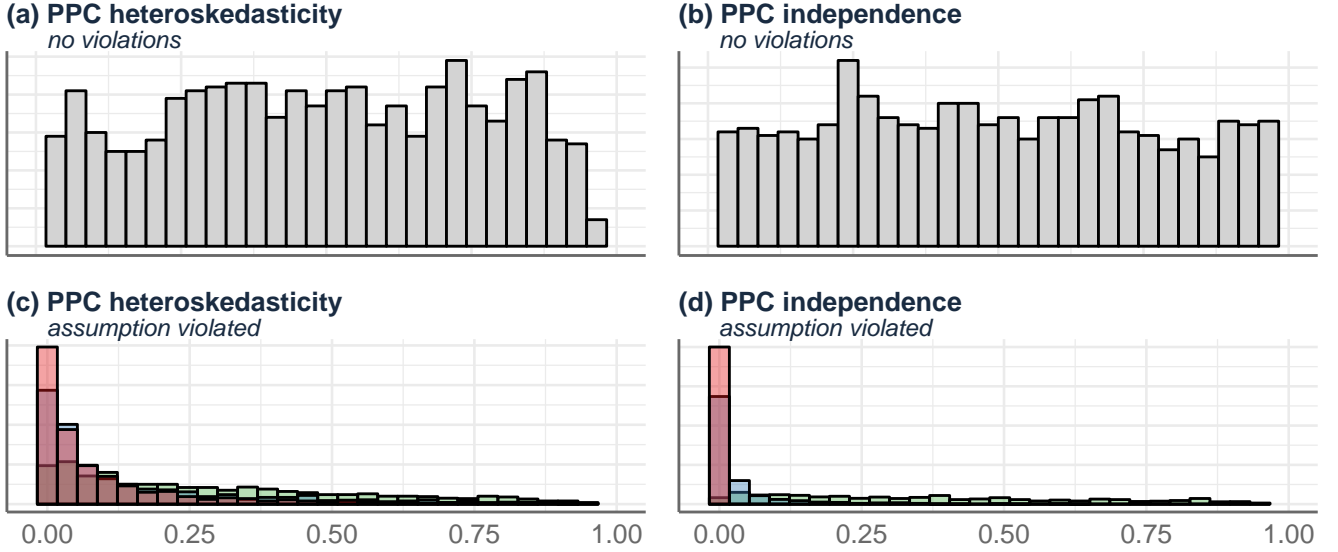 (a) PPC heteroskedasticity
no violations
(b) PPC independence
no violations
(c) PPC heteroskedasticity
assumption violated
(d) PPC independence
assumption violated
0.00 0.25 0.50 0.75 1.00
0.00 0.25 0.50 0.75 1.00